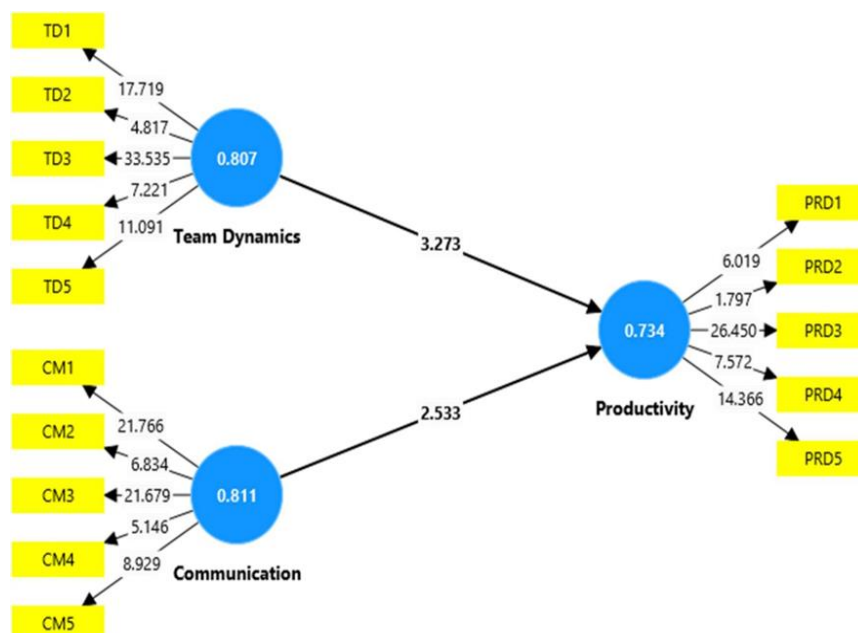 TD1
17.719
TD2
4.817
TD3
33.535
0.807
TD4
7.221
TD5
11.091
Team Dynamics
3.273
PRD1
6.019
PRD2
1.797
PRD3
26.450
0.734
PRD4
7.572
PRD5
14.366
Productivity
CM1
21.766
CM2
6.834
CM3
21.679
0.811
CM4
5.146
CM5
8.929
Communication
2.533